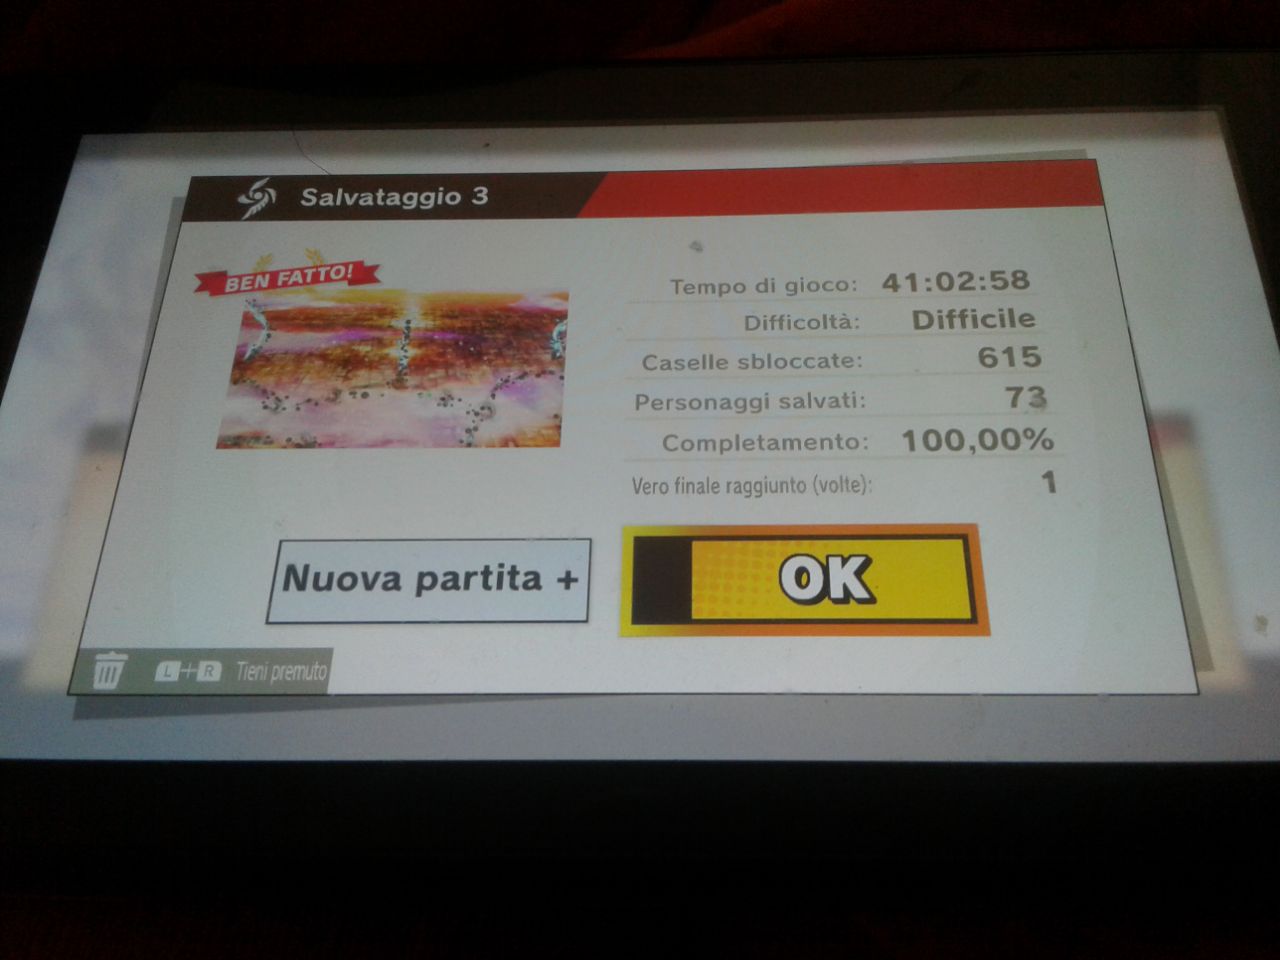 Salvataggio 3
BEN FATTO!
Tempo di gioco: 41:02:58
Difficoltà: Difficile
Caselle sbloccate: 615
Personaggi salvati: 73
Completamento: 100,00%
Vero finale raggiunto (volte): 1
Nuova partita +
OK
L+R Tieni premuto